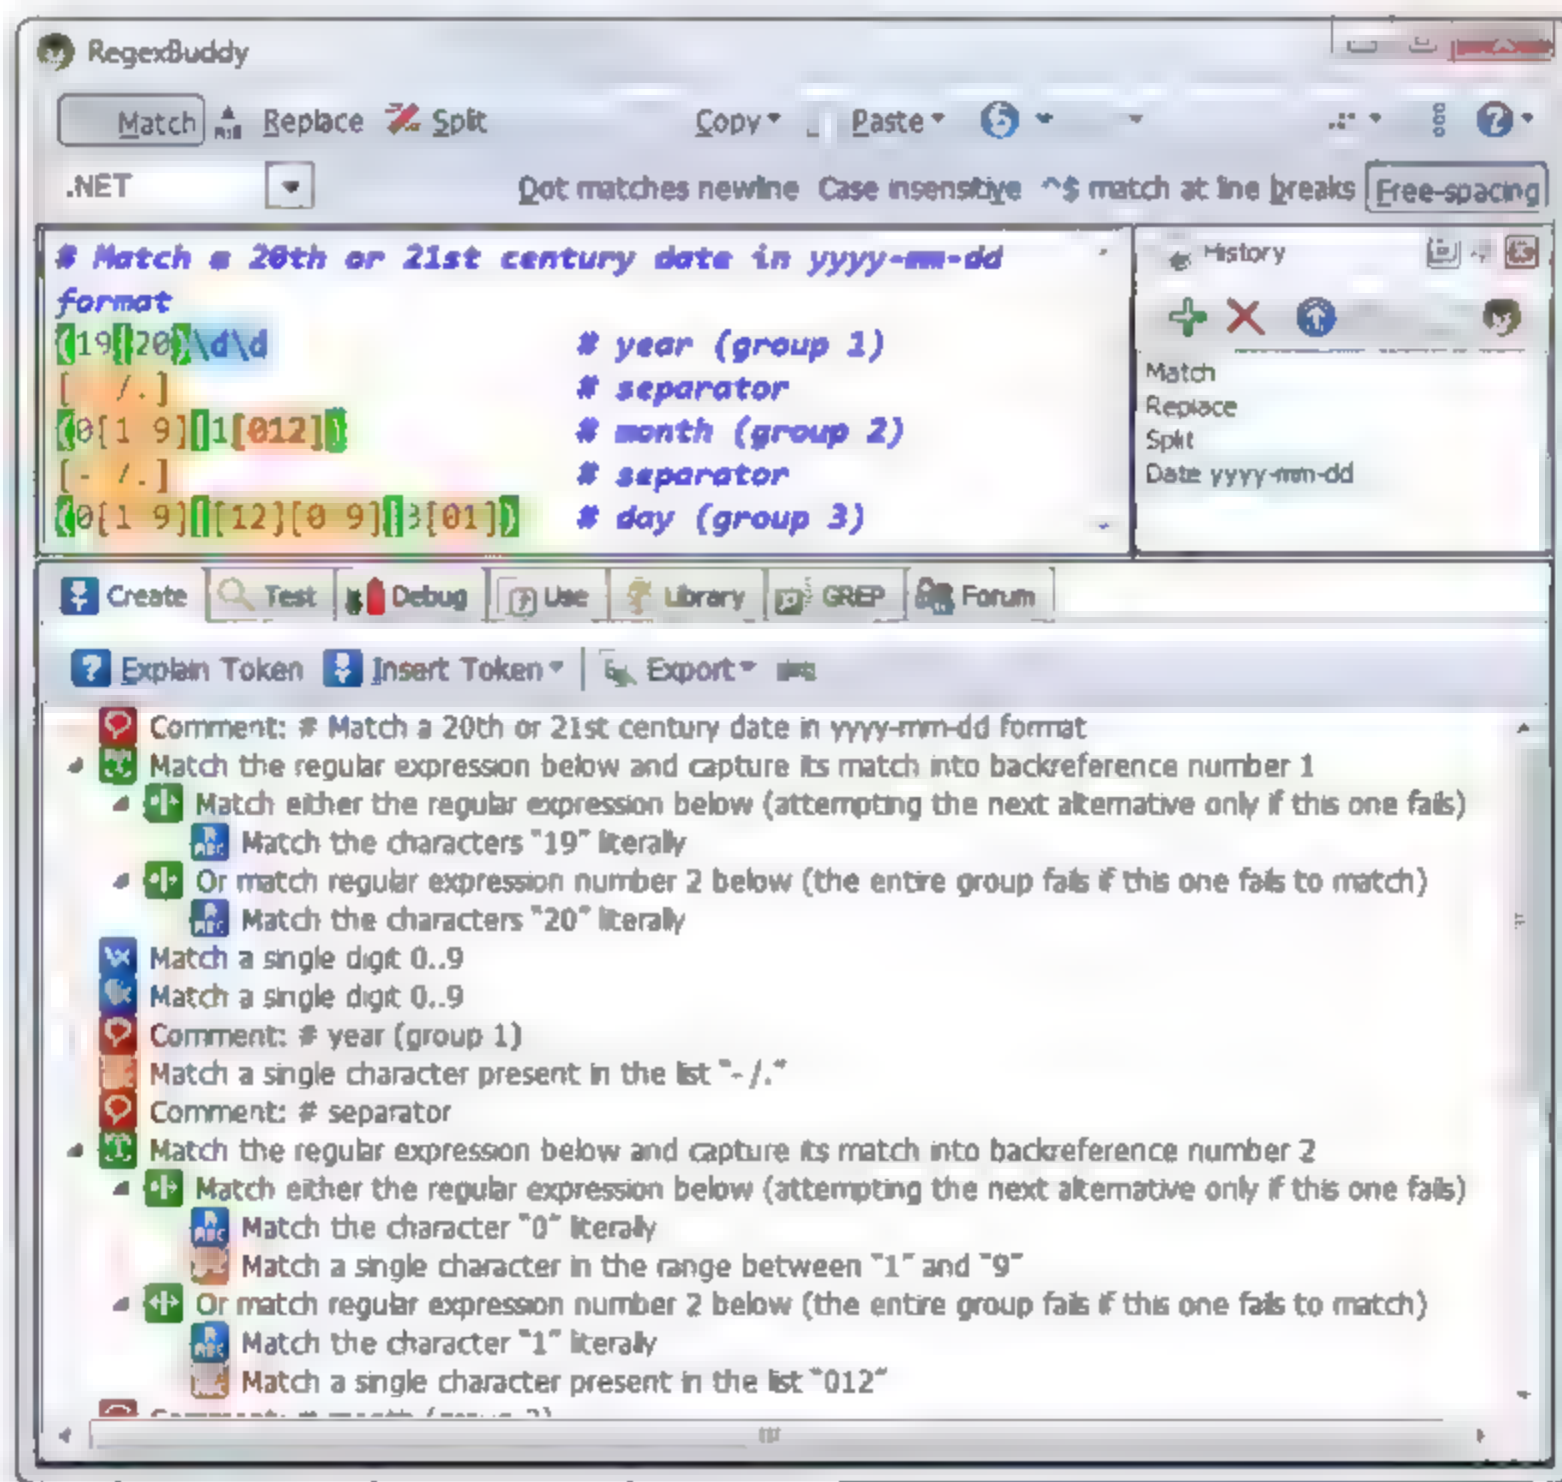 RegexBuddy
Match Replace Split Copy Paste
.NET Dot matches newline Case insensitive ^$ match at line breaks Free-spacing
# Match a 20th or 21st century date in yyyy-mm-dd
format
(19|20)\d\d # year (group 1)
[- /.] # separator
(0[1-9]|1[012]) # month (group 2)
[- /.] # separator
(0[1-9]|[12][0-9]|3[01]) # day (group 3)
History
Match
Replace
Split
Date yyyy-mm-dd
Create Test Debug Use Library GREP Forum
Explain Token Insert Token Export
Comment: # Match a 20th or 21st century date in yyyy-mm-dd format
Match the regular expression below and capture its match into backreference number 1
Match either the regular expression below (attempting the next alternative only if this one fails)
Match the characters "19" literally
Or match regular expression number 2 below (the entire group fails if this one fails to match)
Match the characters "20" literally
Match a single digit 0..9
Match a single digit 0..9
Comment: # year (group 1)
Match a single character present in the list "- /."
Comment: # separator
Match the regular expression below and capture its match into backreference number 2
Match either the regular expression below (attempting the next alternative only if this one fails)
Match the character "0" literally
Match a single character in the range between "1" and "9"
Or match regular expression number 2 below (the entire group fails if this one fails to match)
Match the character "1" literally
Match a single character present in the list "012"
Comment: # month (group 2)